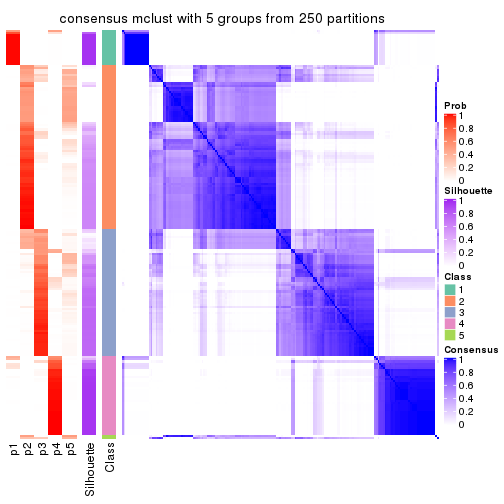 consensus mclust with 5 groups from 250 partitions
Prob
1
0.8
0.6
0.4
0.2
0
Silhouette
1
0.8
0.6
0.4
0.2
0
Class
1
2
3
4
5
Consensus
1
0.8
0.6
0.4
0.2
0
p1
p2
p3
p4
p5
Silhouette
Class